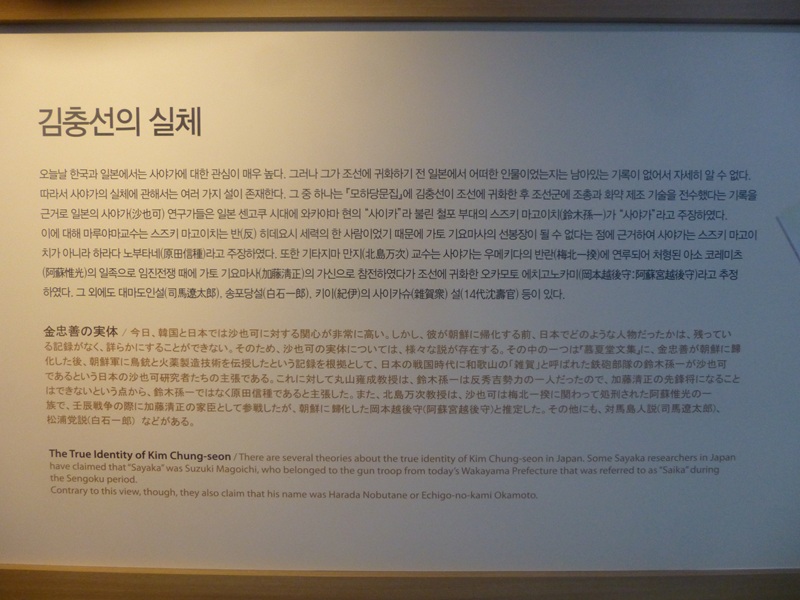 김충선의 실체
오늘날 한국과 일본에서는 사야가에 대한 관심이 매우 높다. 그러나 그가 조선에 귀화하기 전 일본에서 어떠한 인물이었는지는 남아있는 기록이 없어서 자세히 알 수 없다.
따라서 사야가의 실체에 관해서는 여러 가지 설이 존재한다. 그 중 하나는 『모하당문집』에 김충선이 조선에 귀화한 후 조선군에 조총과 화약 제조 기술을 전수했다는 기록을
근거로 일본의 사야가(沙也可) 연구가들은 일본 센고쿠 시대에 와카야마 현의 "사이카"라 불린 철포 부대의 스즈키 마고이치(鈴木孫一)가 "사야가"라고 주장하였다.
이에 대해 마루야마교수는 스즈키 마고이치는 반(反) 히데요시 세력의 한 사람이었기 때문에 가토 기요마사의 선봉장이 될 수 없다는 점에 근거하여 사야가는 스즈키 마고이
치가 아니라 하라다 노부타네(原田信種)라고 주장하였다. 또한 기타지마 만지(北島万次) 교수는 사야가는 우메키다의 반란(梅北一揆)에 연루되어 처형된 아소 코레미츠
(阿蘇惟光)의 일족으로 임진전쟁 때에 가토 기요마사(加藤清正)의 가신으로 참전하였다가 조선에 귀화한 오카모토 에치고노카미(岡本越後守:阿蘇宮越後守)라고 추정
하였다. 그 외에도 대마도인설(司馬遼太郎), 송포당설(白石一郎), 키이(紀伊)의 사이카슈(雜賀衆) 설(14代沈壽官) 등이 있다.
金忠善の実体 / 今日、韓国と日本では沙也可に対する関心が非常に高い。しかし、彼が朝鮮に帰化する前、日本でどのような人物だったかは、残ってい
る記録がなく、詳らかにすることができない。そのため、沙也可の実体については、様々な説が存在する。その中の一つは『慕夏堂文集』に、金忠善が朝鮮に歸
化した後、朝鮮軍に鳥銃と火薬製造技術を伝授したという記録を根拠として、日本の戦国時代に和歌山の「雑賀」と呼ばれた鉄砲部隊の鈴木孫一が沙也可
であるという日本の沙也可研究者たちの主張である。これに対して丸山雍成教授は、鈴木孫一は反秀吉勢力の一人だったので、加藤清正の先鋒将になること
はできないという点から、鈴木孫一ではなく原田信種であると主張した。また、北島万次教授は、沙也可は梅北一揆に関わって処刑された阿蘇惟光の一
族で、壬辰戦争の際に加藤清正の家臣として参戦したが、朝鮮に歸化した岡本越後守(阿蘇宮越後守)と推定した。その他にも、対馬島人説(司馬遼太郎)、
松浦党説(白石一郎) などがある。
The True Identity of Kim Chung-seon / There are several theories about the true identity of Kim Chung-seon in Japan. Some Sayaka researchers in Japan
have claimed that "Sayaka" was Suzuki Magoichi, who belonged to the gun troop from today's Wakayama Prefecture that was referred to as "Saika" during
the Sengoku period.
Contrary to this view, though, they also claim that his name was Harada Nobutane or Echigo-no-kami Okamoto.